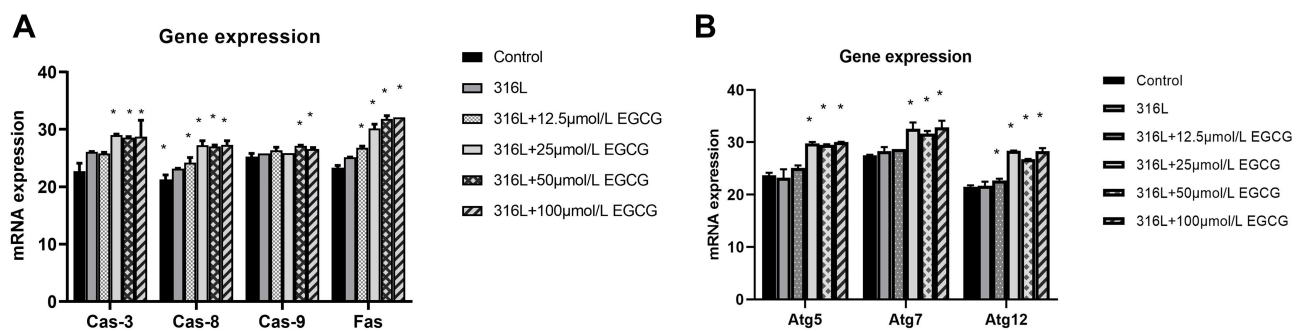 A
Gene expression
mRNA expression
40
30
20
10
0
* * * * * * * * * * * * * *
Cas-3 Cas-8 Cas-9 Fas
Control
316L
316L+12.5μmol/L EGCG
316L+25μmol/L EGCG
316L+50μmol/L EGCG
316L+100μmol/L EGCG
B
Gene expression
mRNA expression
40
30
20
10
0
* * * * * * * * * *
Atg5 Atg7 Atg12
Control
316L
316L+12.5μmol/L EGCG
316L+25μmol/L EGCG
316L+50μmol/L EGCG
316L+100μmol/L EGCG